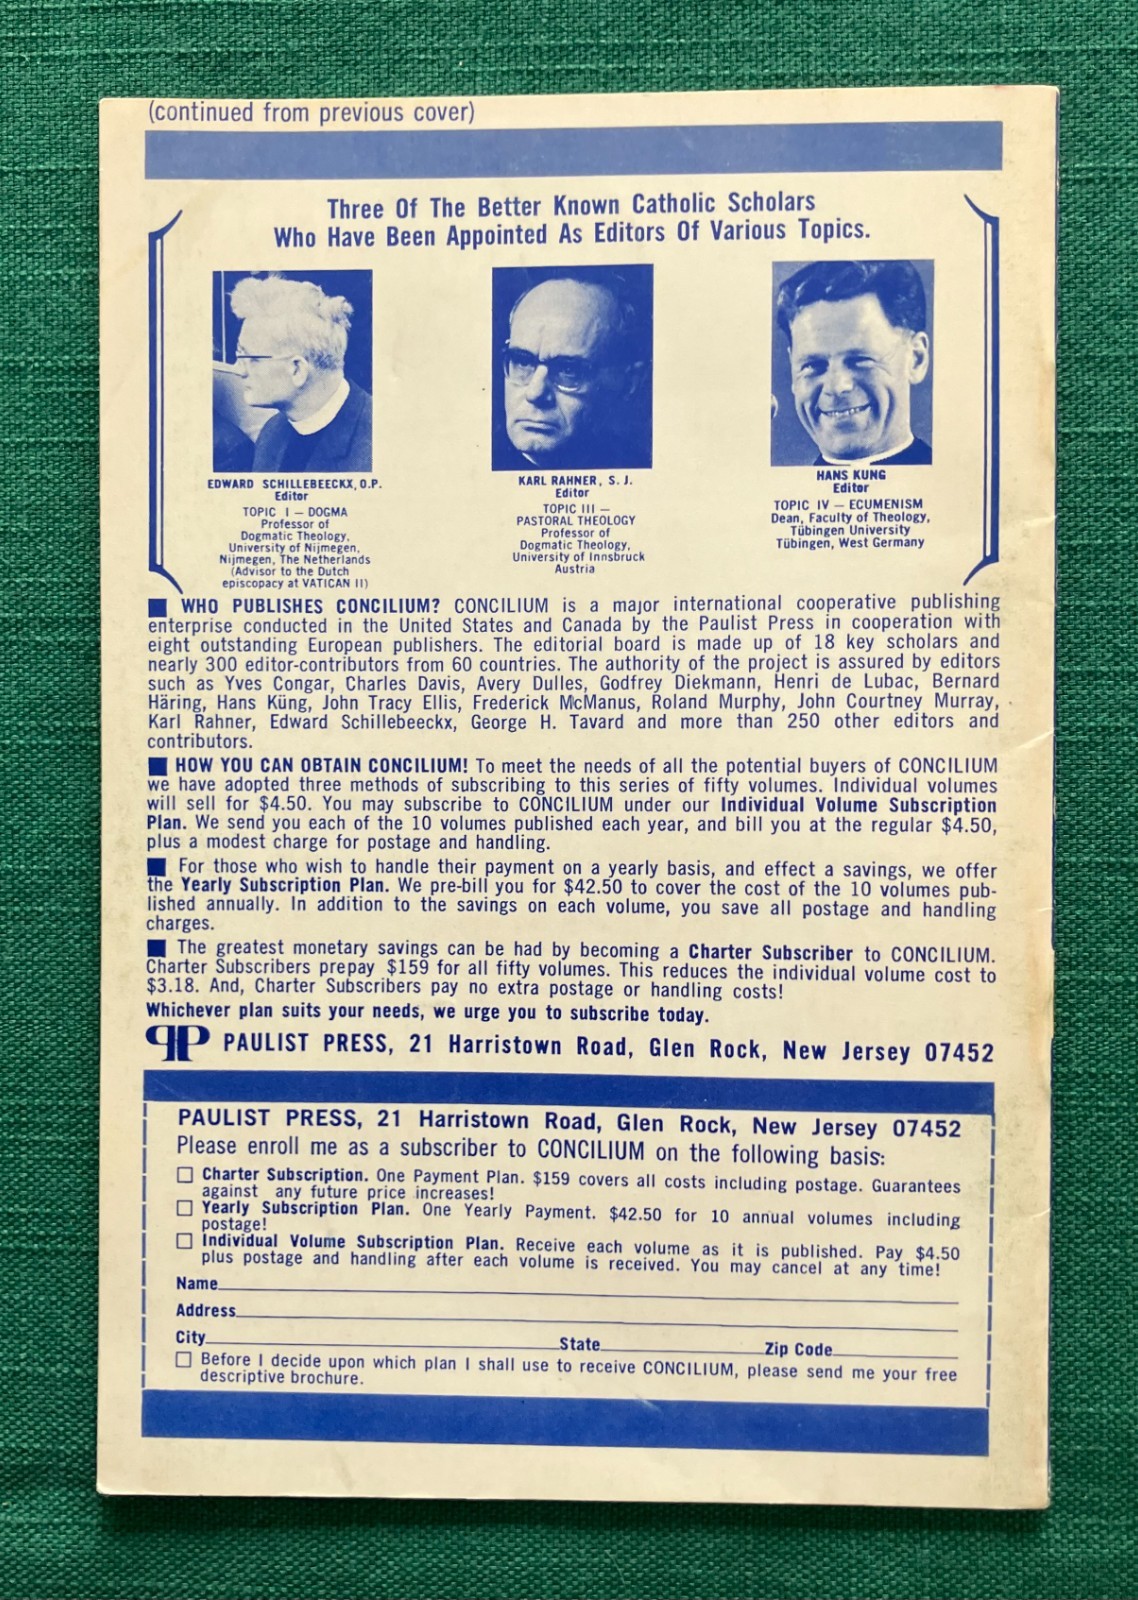 (continued from previous cover)
Three Of The Better Known Catholic Scholars
Who Have Been Appointed As Editors Of Various Topics.
EDWARD SCHILLEBEECKX, O.P.
Editor
TOPIC I – DOGMA
Professor of
Dogmatic Theology,
University of Nijmegen,
Nijmegen, The Netherlands
(Advisor to the Dutch
episcopacy at VATICAN II)
KARL RAHNER, S. J.
Editor
TOPIC III –
PASTORAL THEOLOGY
Professor of
Dogmatic Theology,
University of Innsbruck
Austria
HANS KUNG
Editor
TOPIC IV – ECUMENISM
Dean, Faculty of Theology,
Tübingen University
Tübingen, West Germany
■ WHO PUBLISHES CONCILIUM? CONCILIUM is a major international cooperative publishing
enterprise conducted in the United States and Canada by the Paulist Press in cooperation with
eight outstanding European publishers. The editorial board is made up of 18 key scholars and
nearly 300 editor-contributors from 60 countries. The authority of the project is assured by editors
such as Yves Congar, Charles Davis, Avery Dulles, Godfrey Diekmann, Henri de Lubac, Bernard
Häring, Hans Küng, John Tracy Ellis, Frederick McManus, Roland Murphy, John Courtney Murray,
Karl Rahner, Edward Schillebeeckx, George H. Tavard and more than 250 other editors and
contributors.
■ HOW YOU CAN OBTAIN CONCILIUM! To meet the needs of all the potential buyers of CONCILIUM
we have adopted three methods of subscribing to this series of fifty volumes. Individual volumes
will sell for $4.50. You may subscribe to CONCILIUM under our Individual Volume Subscription
Plan. We send you each of the 10 volumes published each year, and bill you at the regular $4.50,
plus a modest charge for postage and handling.
■ For those who wish to handle their payment on a yearly basis, and effect a savings, we offer
the Yearly Subscription Plan. We pre-bill you for $42.50 to cover the cost of the 10 volumes pub-
lished annually. In addition to the savings on each volume, you save all postage and handling
charges.
■ The greatest monetary savings can be had by becoming a Charter Subscriber to CONCILIUM.
Charter Subscribers prepay $159 for all fifty volumes. This reduces the individual volume cost to
$3.18. And, Charter Subscribers pay no extra postage or handling costs!
Whichever plan suits your needs, we urge you to subscribe today.
PP PAULIST PRESS, 21 Harristown Road, Glen Rock, New Jersey 07452
PAULIST PRESS, 21 Harristown Road, Glen Rock, New Jersey 07452
Please enroll me as a subscriber to CONCILIUM on the following basis:
☐ Charter Subscription. One Payment Plan. $159 covers all costs including postage. Guarantees
against any future price increases!
☐ Yearly Subscription Plan. One Yearly Payment. $42.50 for 10 annual volumes including
postage!
☐ Individual Volume Subscription Plan. Receive each volume as it is published. Pay $4.50
plus postage and handling after each volume is received. You may cancel at any time!
Name
Address
City State Zip Code
☐ Before I decide upon which plan I shall use to receive CONCILIUM, please send me your free
descriptive brochure.